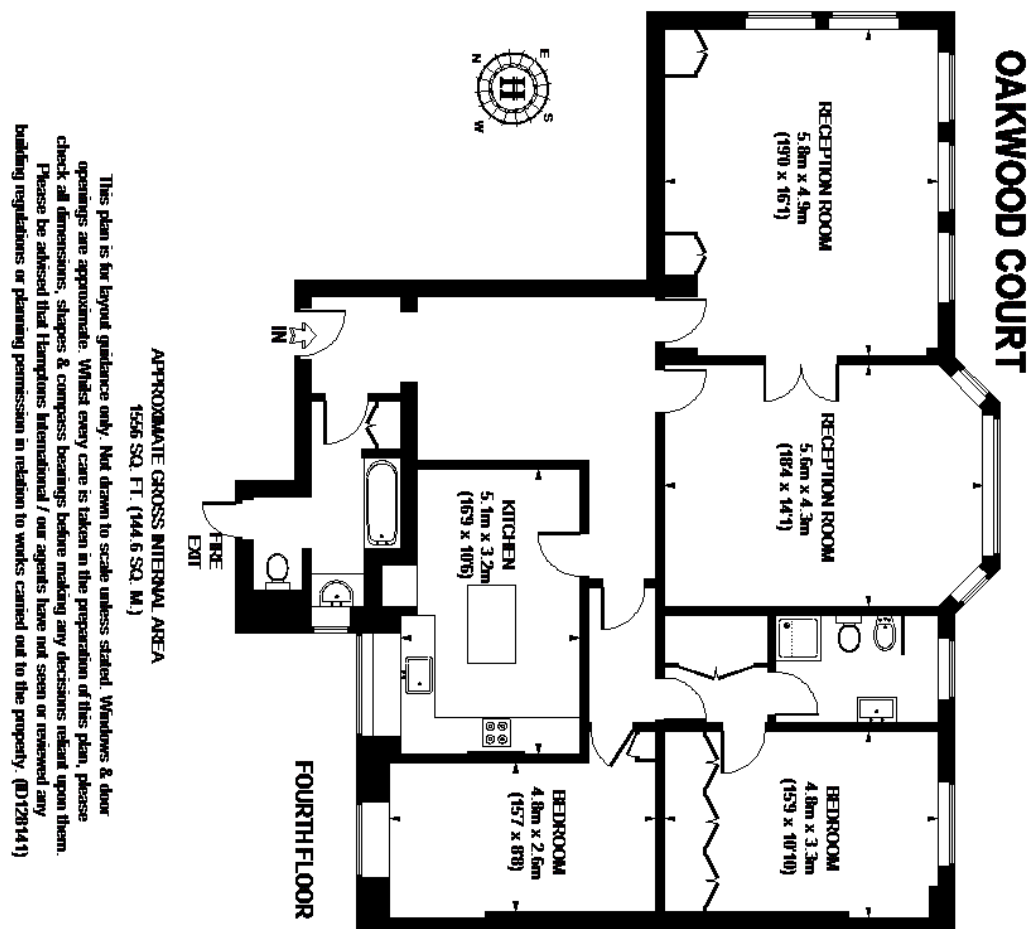 OAKWOOD COURT
RECEPTION ROOM
5.8m x 4.9m
(19'0 x 16'1)
RECEPTION ROOM
5.6m x 4.3m
(18'4 x 14'1)
E
S
N
W
H
IN
KITCHEN
5.1m x 3.2m
(16'9 x 10'6)
BEDROOM
4.8m x 3.3m
(15'9 x 10'10)
BEDROOM
4.8m x 2.6m
(15'7 x 8'8)
FIRE
EXIT
FOURTH FLOOR
APPROXIMATE GROSS INTERNAL AREA
1556 SQ. FT. (144.6 SQ. M.)
This plan is for layout guidance only. Not drawn to scale unless stated. Windows & door
openings are approximate. Whilst every care is taken in the preparation of this plan, please
check all dimensions, shapes & compass bearings before making any decisions reliant upon them.
Please be advised that Hamptons International / our agents have not seen or reviewed any
building regulations or planning permission in relation to works carried out to the property. (ID128141)